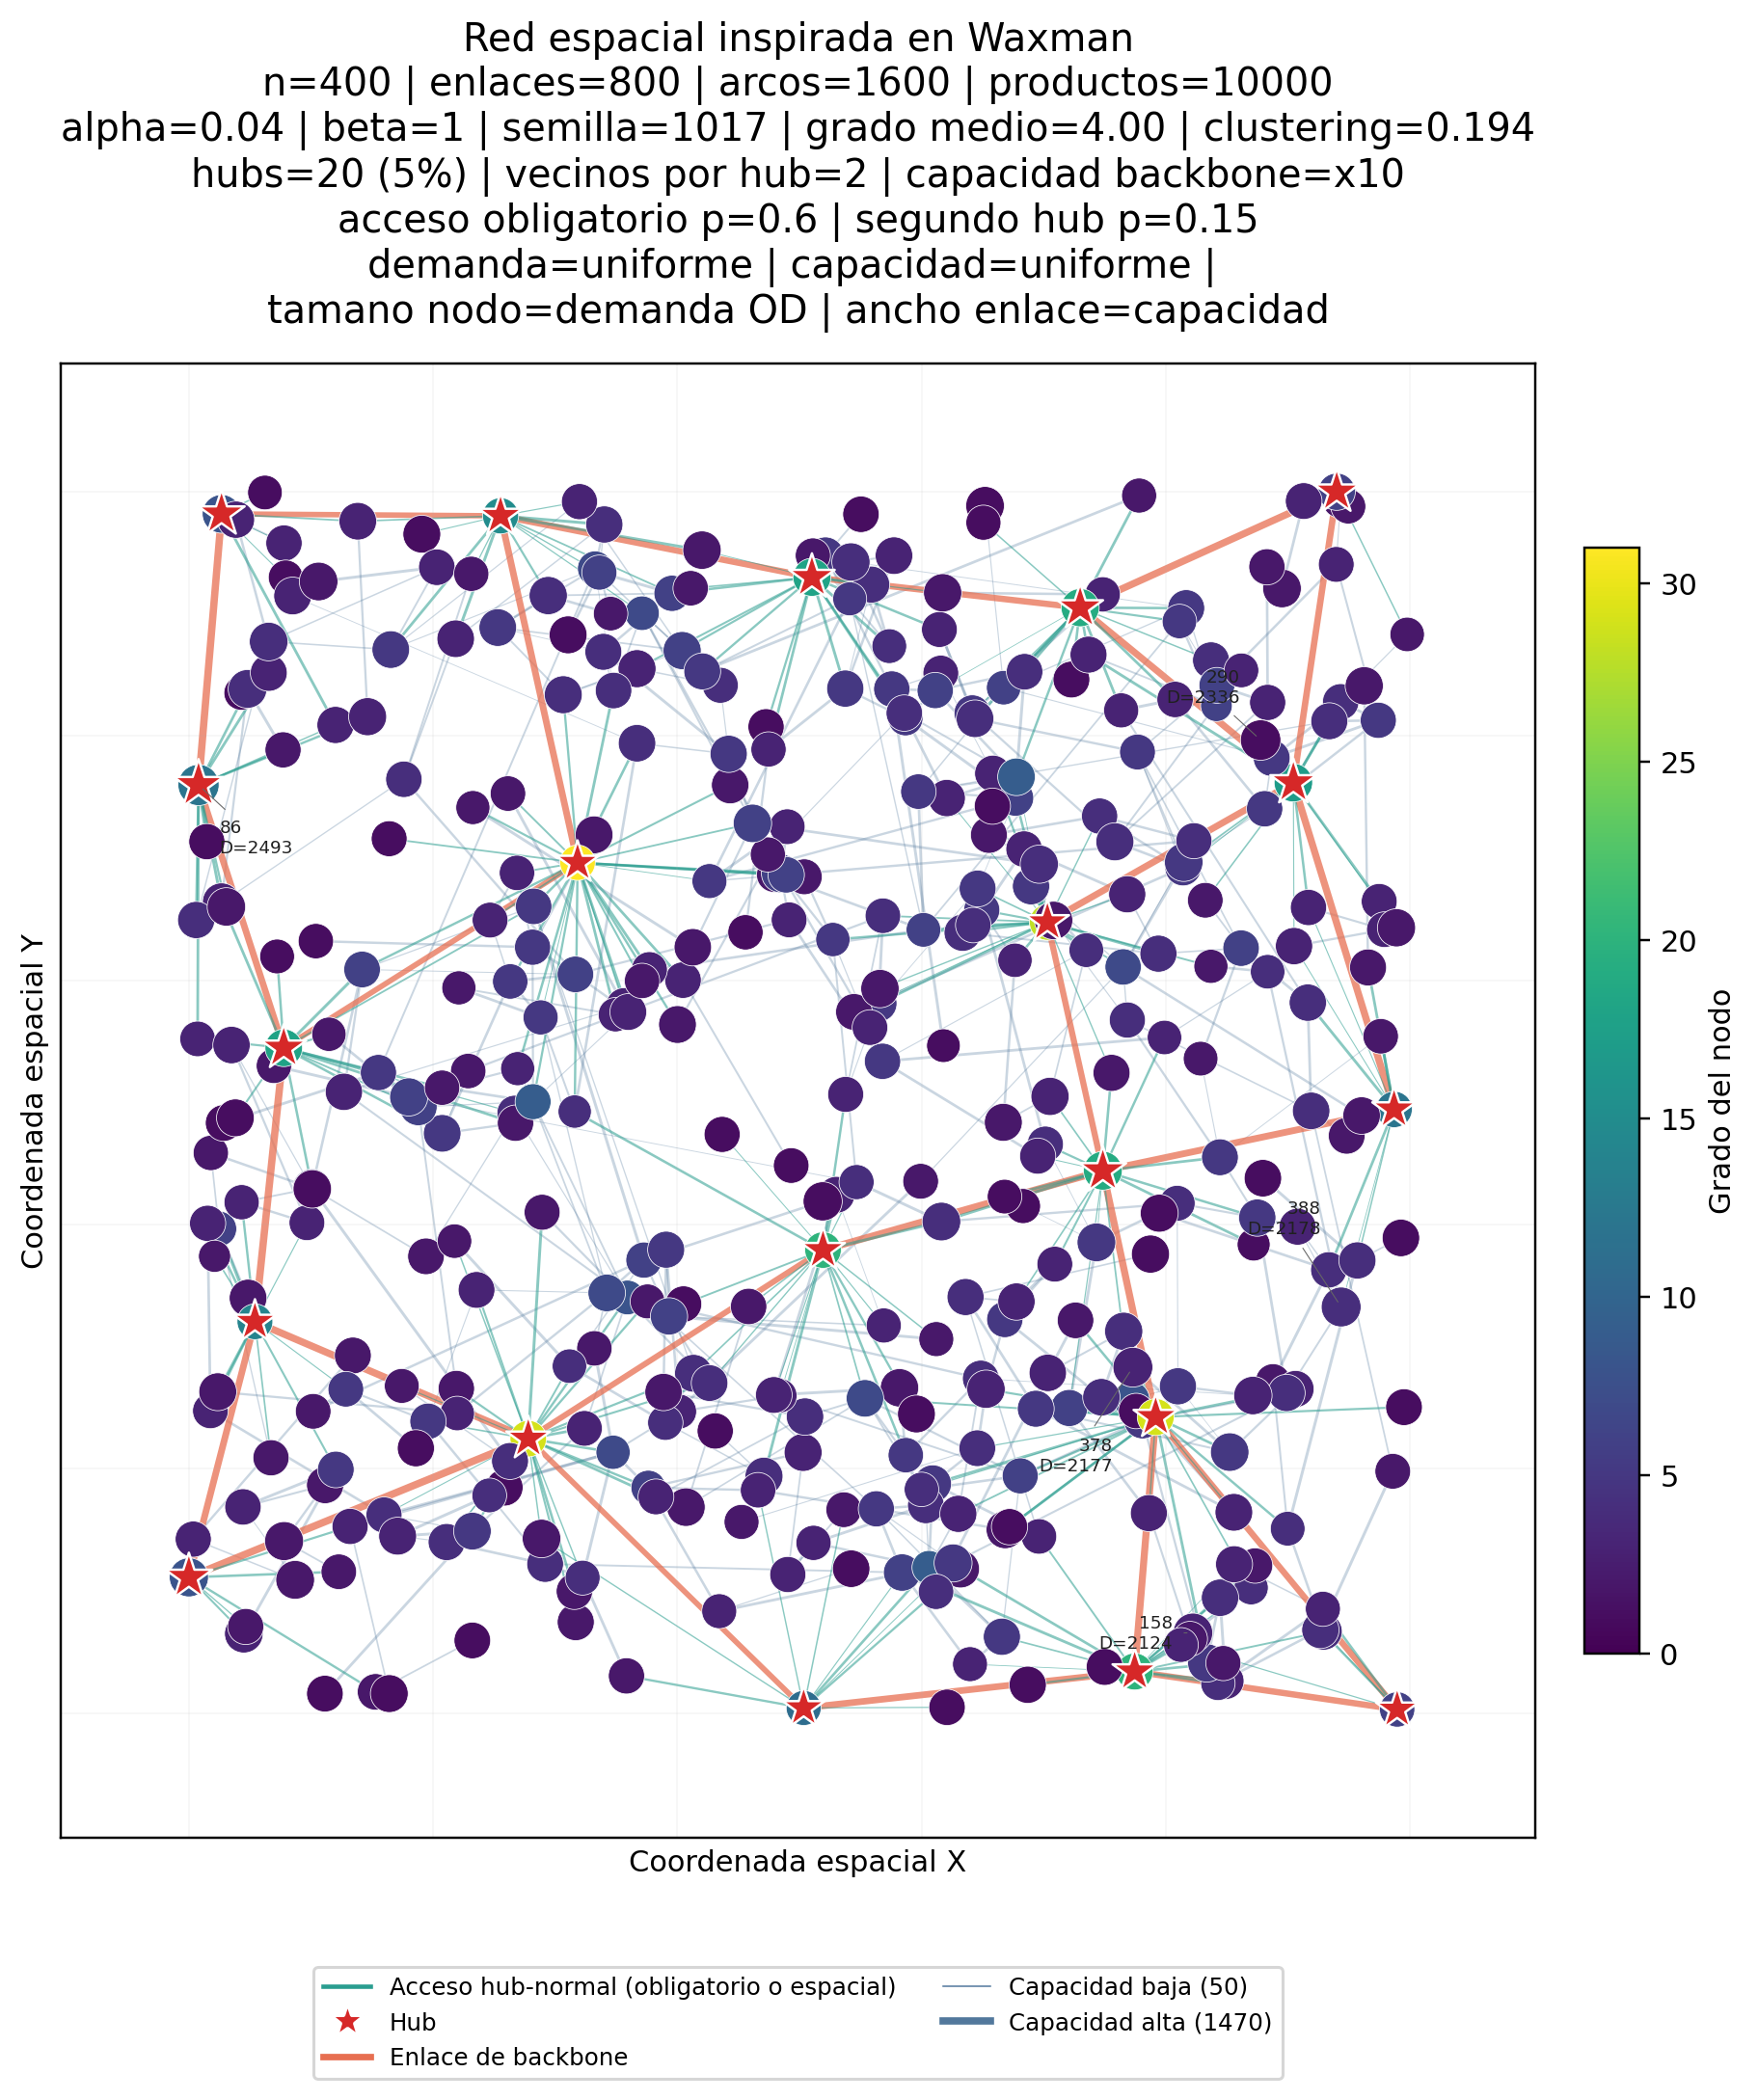 Red espacial inspirada en Waxman
n=400 | enlaces=800 | arcos=1600 | productos=10000
alpha=0.04 | beta=1 | semilla=1017 | grado medio=4.00 | clustering=0.194
hubs=20 (5%) | vecinos por hub=2 | capacidad backbone=x10
acceso obligatorio p=0.6 | segundo hub p=0.15
demanda=uniforme | capacidad=uniforme |
tamano nodo=demanda OD | ancho enlace=capacidad
290
D=2336
86
D=2493
388
D=2178
378
D=2177
158
D=2124
Coordenada espacial Y
Coordenada espacial X
30
25
20
15
10
5
0
Grado del nodo
Acceso hub-normal (obligatorio o espacial)
Hub
Enlace de backbone
Capacidad baja (50)
Capacidad alta (1470)